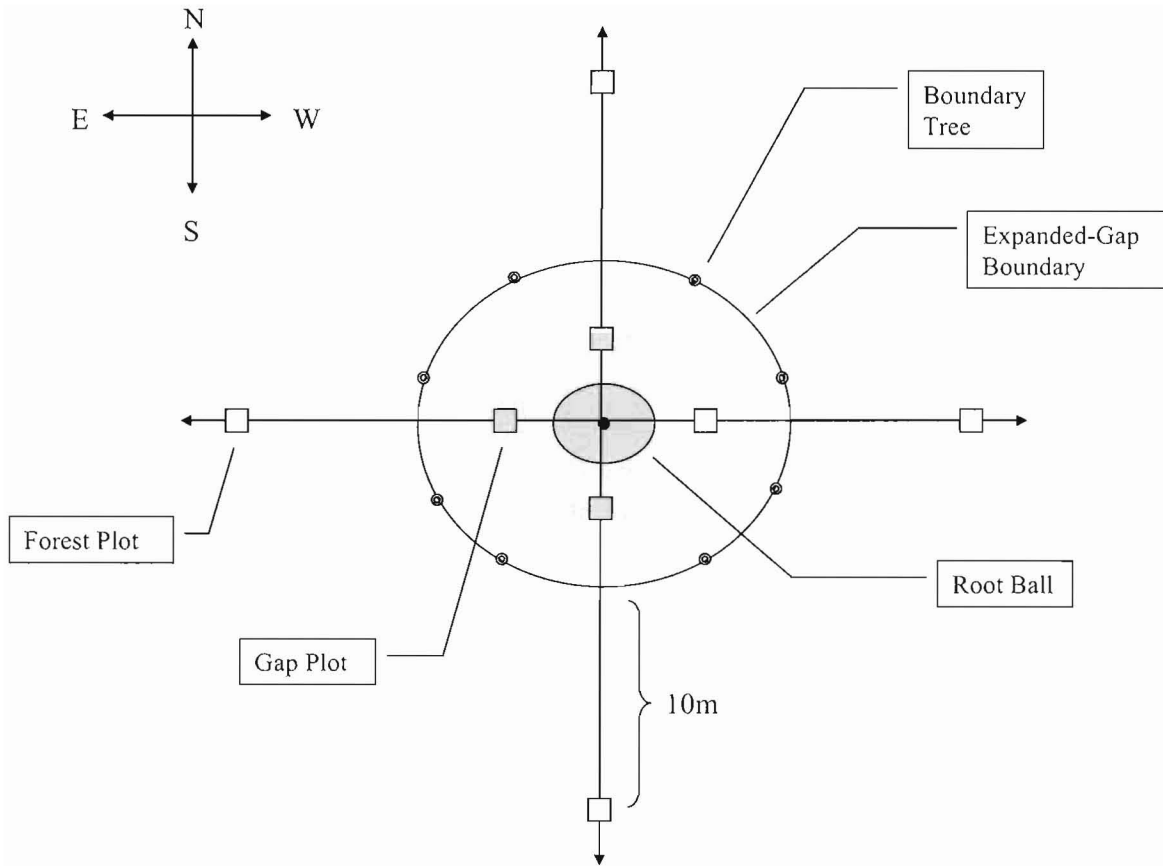 N
E
W
S
Boundary
Tree
Expanded-Gap
Boundary
Forest Plot
Root Ball
Gap Plot
10m